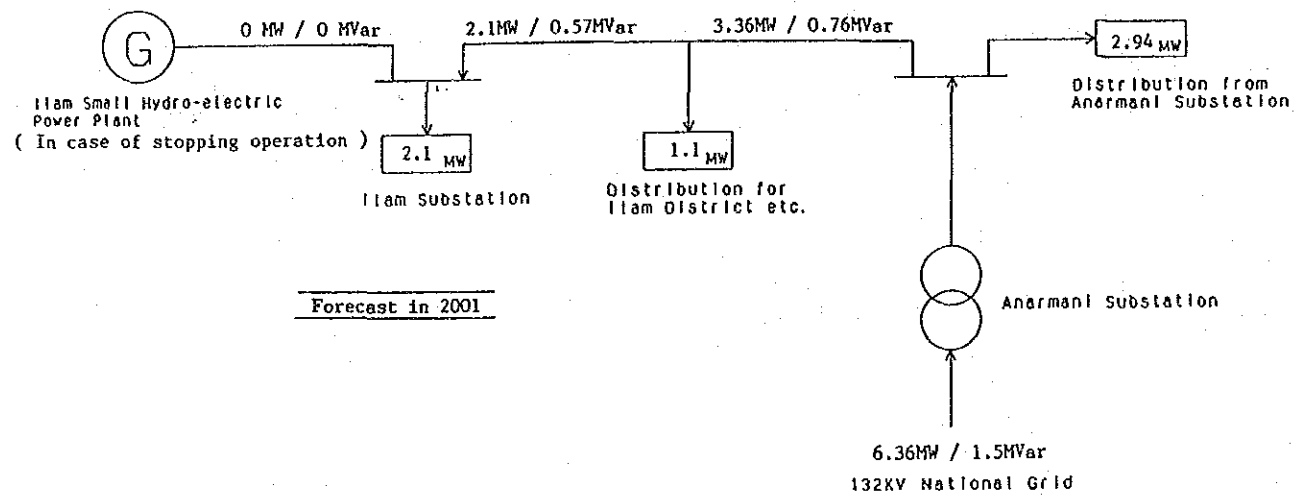 0 MW / 0 MVar
2.1MW / 0.57MVar
3.36MW / 0.76MVar
G
2.94 MW
Ilam Small Hydro-electric
Power Plant
( In case of stopping operation )
Distribution from
Anarmani Substation
2.1 MW
1.1 MW
Ilam Substation
Distribution for
Ilam District etc.
Forecast in 2001
Anarmani Substation
6.36MW / 1.5MVar
132KV National Grid